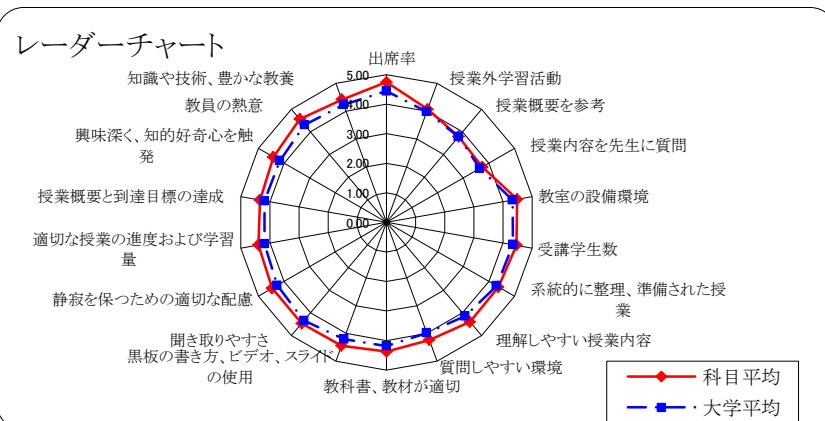 レーダーチャート
出席率
授業外学習活動
授業概要を参考
授業内容を先生に質問
教室の設備環境
受講学生数
系統的に整理、準備された授
業
理解しやすい授業内容
質問しやすい環境
教科書、教材が適切
黒板の書き方、ビデオ、スライド
の使用
聞き取りやすさ
静寂を保つための適切な配慮
適切な授業の進度および学習
量
授業概要と到達目標の達成
興味深く、知的好奇心を触
発
教員の熱意
知識や技術、豊かな教養
5.00
4.00
3.00
2.00
1.00
0.00
科目平均
大学平均